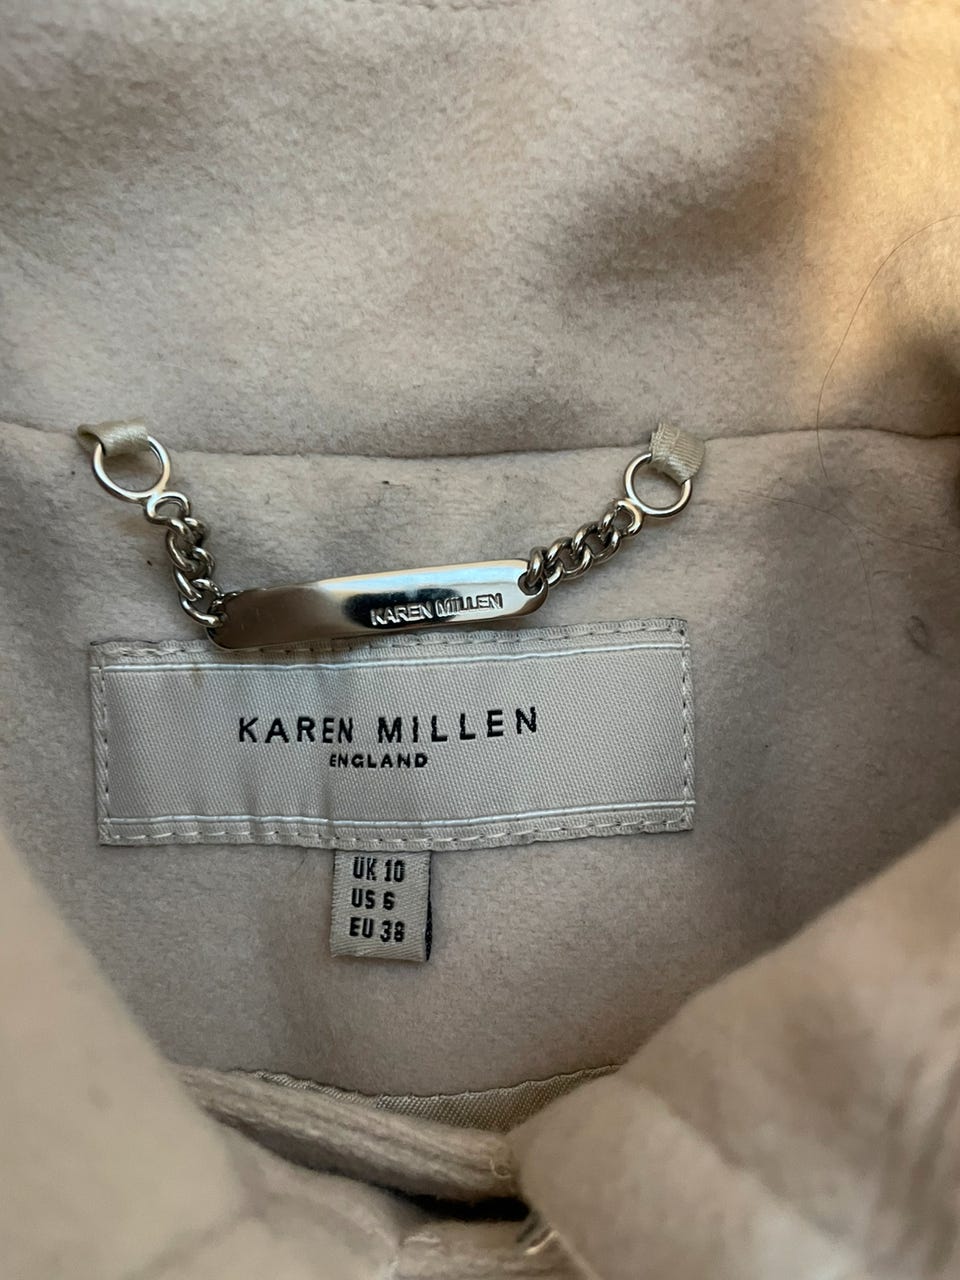 KAREN MILLEN
KAREN MILLEN
ENGLAND
UK 10
US 6
EU 38